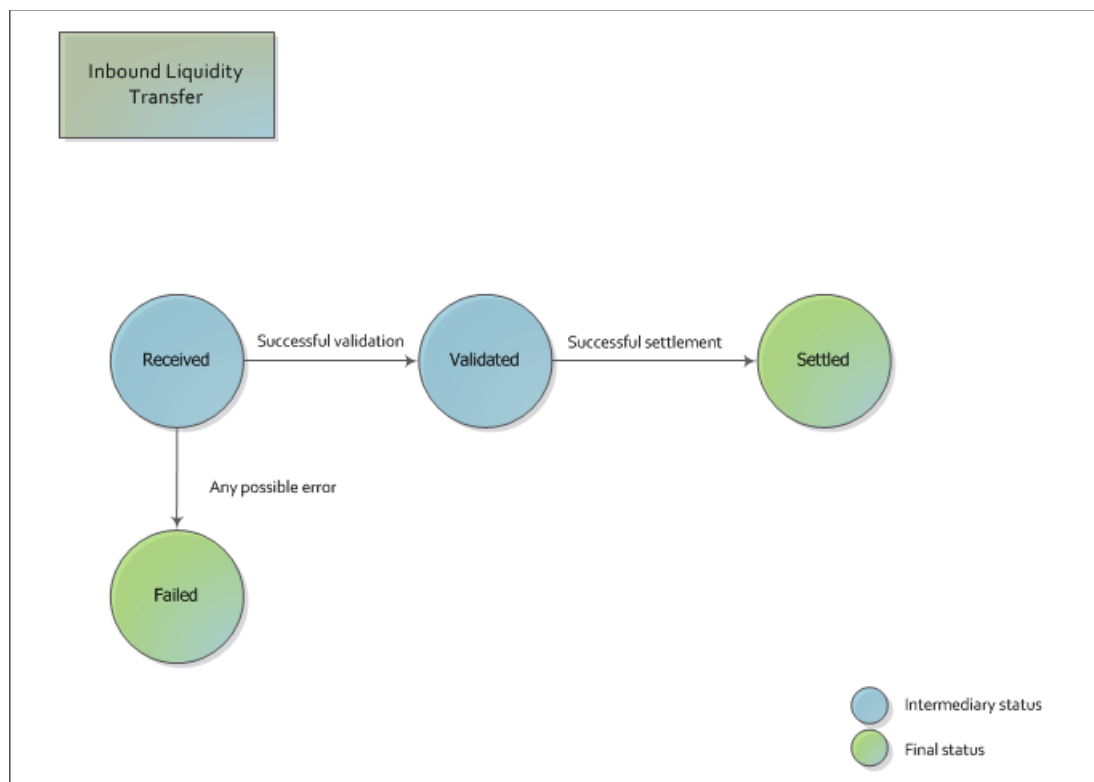 Inbound Liquidity
Transfer
Successful validation
Successful settlement
Received
Validated
Settled
Any possible error
Failed
Intermediary status
Final status